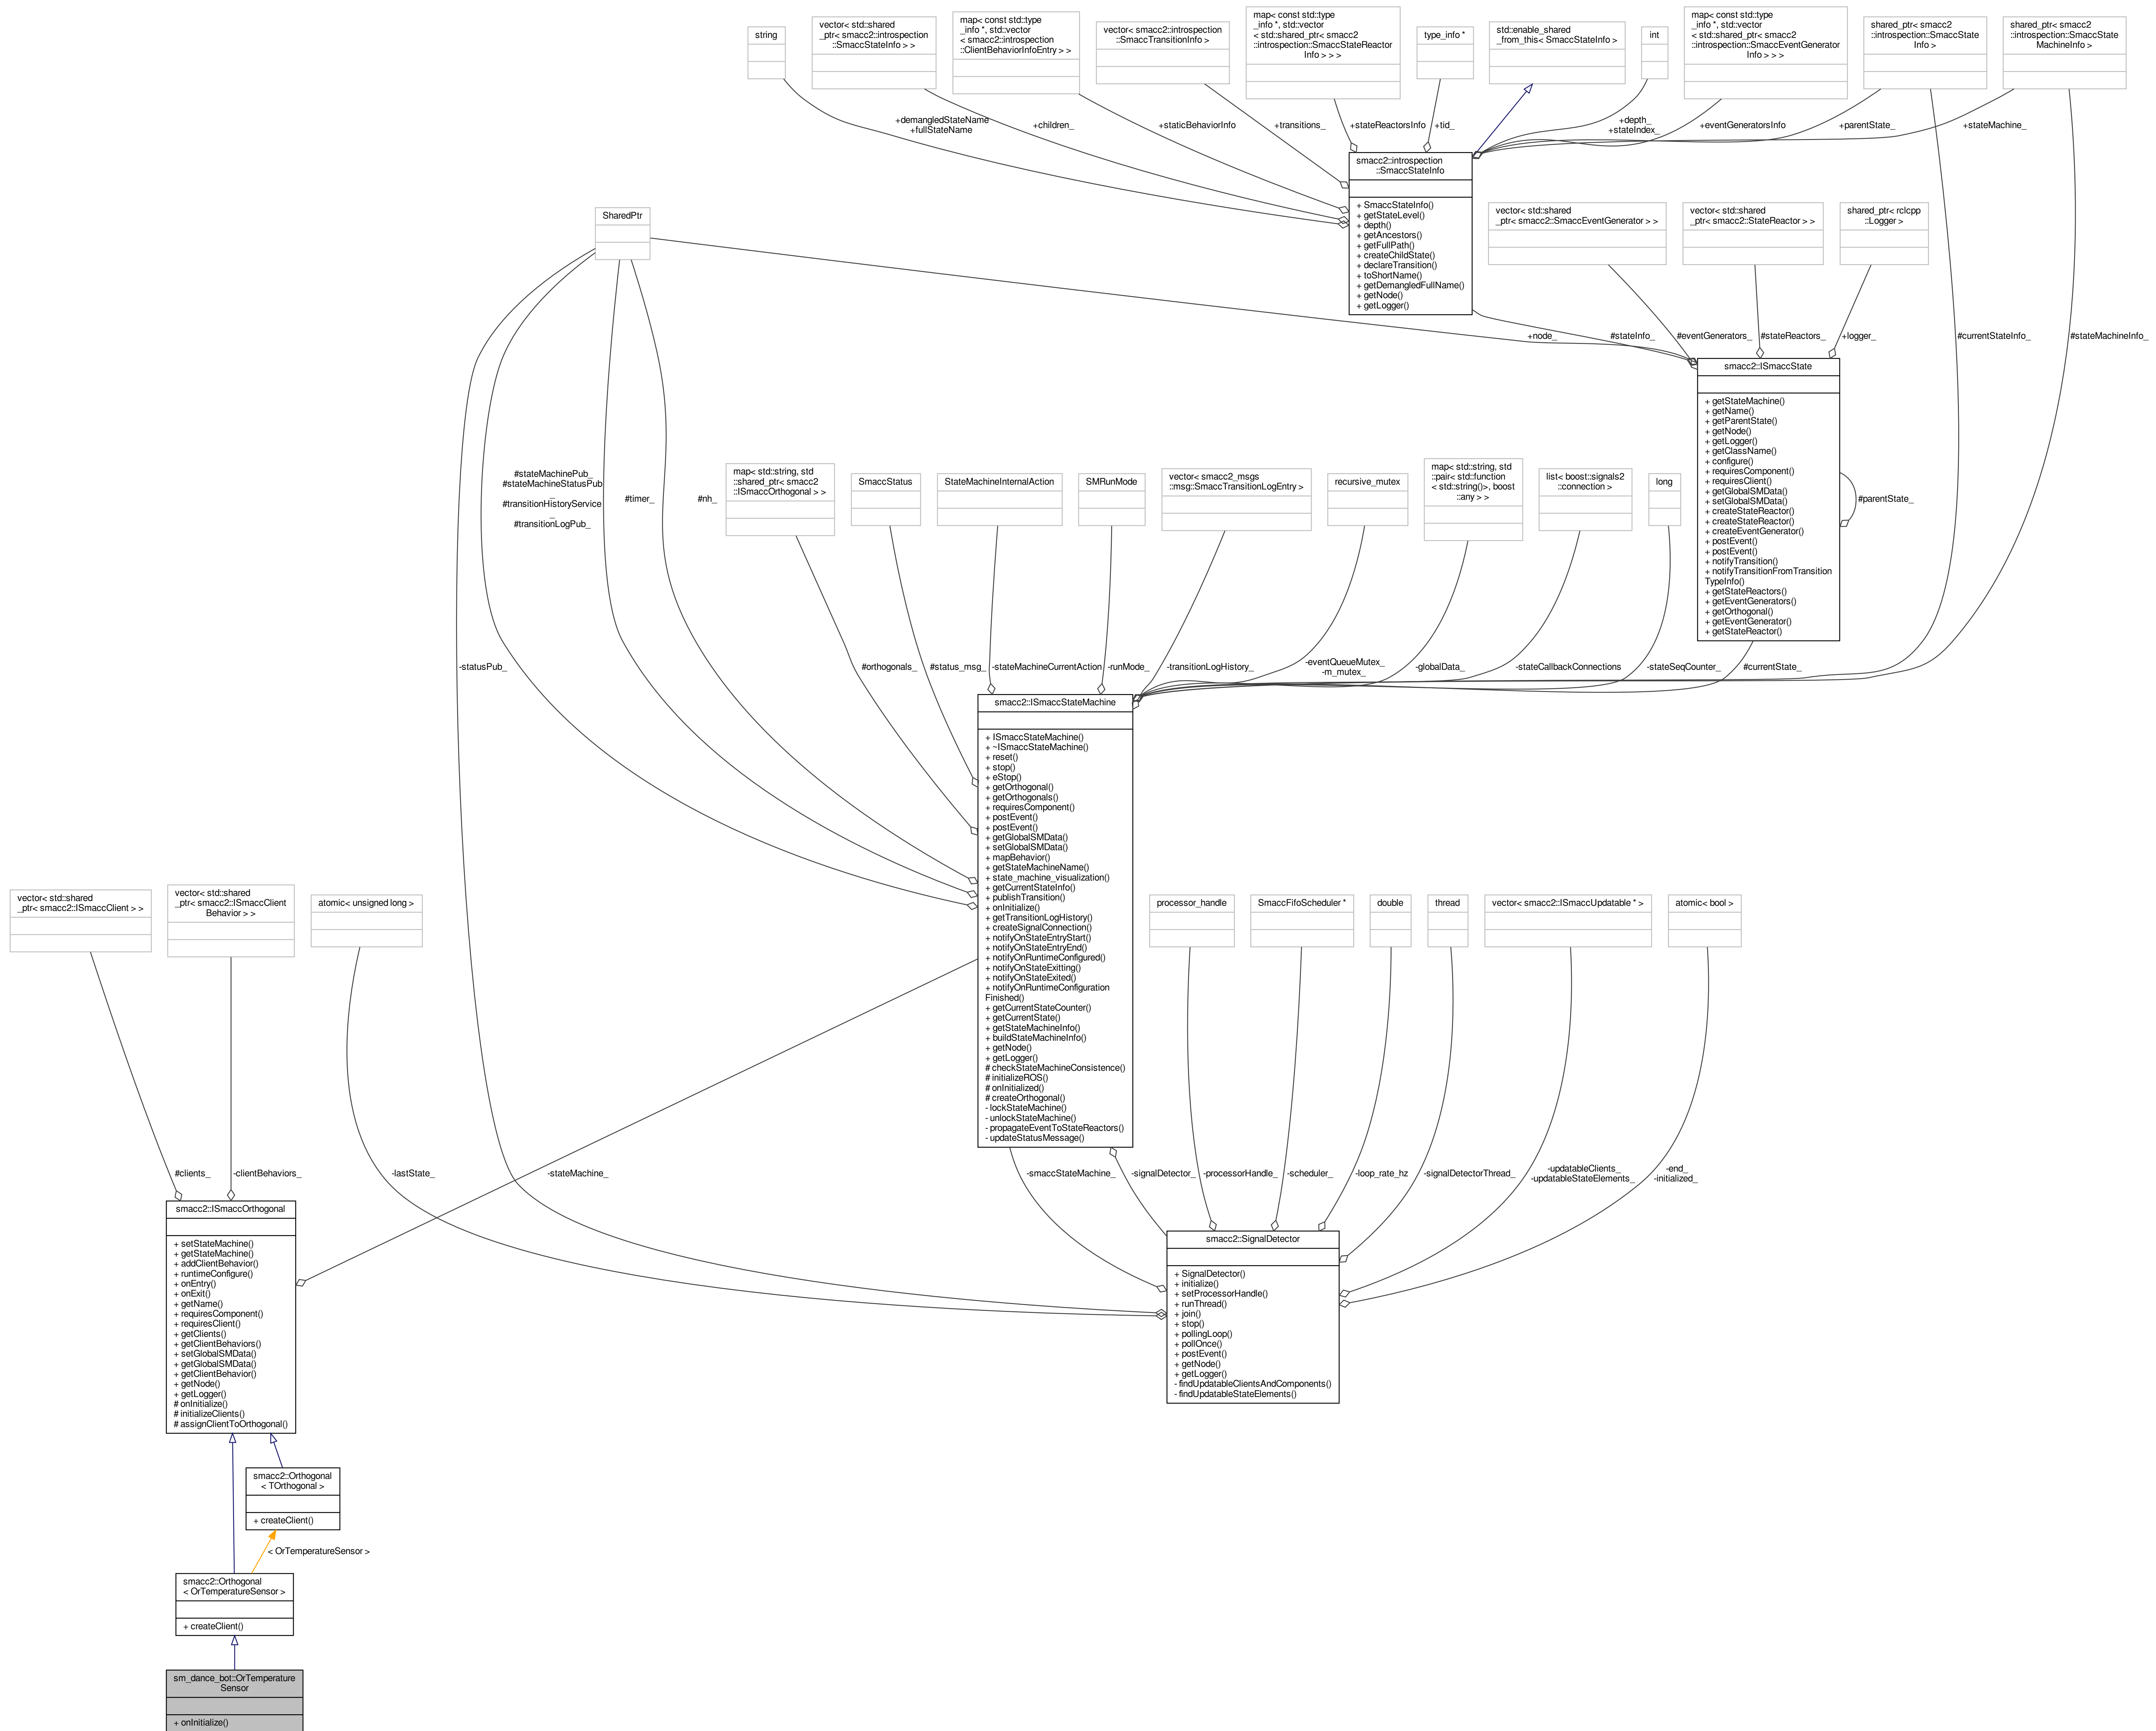 string
vector< std::shared
_ptr< smacc2::introspection
::SmaccStateInfo > >
map< const std::type
_info *, std::vector
< smacc2::introspection
::ClientBehaviorInfoEntry > >
vector< smacc2::introspection
::SmaccTransitionInfo >
map< const std::type
_info *, std::vector
< std::shared_ptr< smacc2
::introspection::SmaccStateReactor
Info > > >
type_info *
std::enable_shared
_from_this< SmaccStateInfo >
int
map< const std::type
_info *, std::vector
< std::shared_ptr< smacc2
::introspection::SmaccEventGenerator
Info > > >
shared_ptr< smacc2
::introspection::SmaccState
Info >
shared_ptr< smacc2
::introspection::SmaccState
MachineInfo >
+demangledStateName
+fullStateName
+children_
+staticBehaviorInfo
+transitions_
+stateReactorsInfo
+tid_
+depth_
+stateIndex_
+eventGeneratorsInfo
+parentState_
+stateMachine_
smacc2::introspection
::SmaccStateInfo
+ SmaccStateInfo()
+ getStateLevel()
+ depth()
+ getAncestors()
+ getFullPath()
+ createChildState()
+ declareTransition()
+ toShortName()
+ getDemangledFullName()
+ getNode()
+ getLogger()
SharedPtr
vector< std::shared
_ptr< smacc2::SmaccEventGenerator > >
vector< std::shared
_ptr< smacc2::StateReactor > >
shared_ptr< rclcpp
::Logger >
+node_
#stateInfo_
#eventGenerators_
#stateReactors_
+logger_
#currentStateInfo_
#stateMachineInfo_
smacc2::ISmaccState
+ getStateMachine()
+ getName()
+ getParentState()
+ getNode()
+ getLogger()
+ getClassName()
+ configure()
+ requiresComponent()
+ requiresClient()
+ getGlobalSMData()
+ setGlobalSMData()
+ createStateReactor()
+ createStateReactor()
+ createEventGenerator()
+ postEvent()
+ postEvent()
+ notifyTransition()
+ notifyTransitionFromTransition
TypeInfo()
+ getStateReactors()
+ getEventGenerators()
+ getOrthogonal()
+ getEventGenerator()
+ getStateReactor()
#parentState_
#stateMachinePub_
#stateMachineStatusPub
_
#transitionHistoryService
_
#transitionLogPub_
#timer_
#nh_
map< std::string, std
::shared_ptr< smacc2
::ISmaccOrthogonal > >
SmaccStatus
StateMachineInternalAction
SMRunMode
vector< smacc2_msgs
::msg::SmaccTransitionLogEntry >
recursive_mutex
map< std::string, std
::pair< std::function
< std::string()>, boost
::any > >
list< boost::signals2
::connection >
long
-statusPub_
#orthogonals_
#status_msg_
-stateMachineCurrentAction
-runMode_
-transitionLogHistory_
-eventQueueMutex_
-m_mutex_
-globalData_
-stateCallbackConnections
-stateSeqCounter_
#currentState_
smacc2::ISmaccStateMachine
+ ISmaccStateMachine()
+ ~ISmaccStateMachine()
+ reset()
+ stop()
+ eStop()
+ getOrthogonal()
+ getOrthogonals()
+ requiresComponent()
+ postEvent()
+ postEvent()
+ getGlobalSMData()
+ setGlobalSMData()
+ mapBehavior()
+ getStateMachineName()
+ state_machine_visualization()
+ getCurrentStateInfo()
+ publishTransition()
+ onInitialize()
+ getTransitionLogHistory()
+ createSignalConnection()
+ notifyOnStateEntryStart()
+ notifyOnStateEntryEnd()
+ notifyOnRuntimeConfigured()
+ notifyOnStateExitting()
+ notifyOnStateExited()
+ notifyOnRuntimeConfiguration
Finished()
+ getCurrentStateCounter()
+ getCurrentState()
+ getStateMachineInfo()
+ buildStateMachineInfo()
+ getNode()
+ getLogger()
# checkStateMachineConsistence()
# initializeROS()
# onInitialized()
# createOrthogonal()
- lockStateMachine()
- unlockStateMachine()
- propagateEventToStateReactors()
- updateStatusMessage()
vector< std::shared
_ptr< smacc2::ISmaccClient > >
vector< std::shared
_ptr< smacc2::ISmaccClient
Behavior > >
atomic< unsigned long >
processor_handle
SmaccFifoScheduler *
double
thread
vector< smacc2::ISmaccUpdatable * >
atomic< bool >
#clients_
-clientBehaviors_
-lastState_
-stateMachine_
-smaccStateMachine_
-signalDetector_
-processorHandle_
-scheduler_
-loop_rate_hz
-signalDetectorThread_
-updatableClients_
-updatableStateElements_
-end_
-initialized_
smacc2::ISmaccOrthogonal
+ setStateMachine()
+ getStateMachine()
+ addClientBehavior()
+ runtimeConfigure()
+ onEntry()
+ onExit()
+ getName()
+ requiresComponent()
+ requiresClient()
+ getClients()
+ getClientBehaviors()
+ setGlobalSMData()
+ getGlobalSMData()
+ getClientBehavior()
+ getNode()
+ getLogger()
# onInitialize()
# initializeClients()
# assignClientToOrthogonal()
smacc2::SignalDetector
+ SignalDetector()
+ initialize()
+ setProcessorHandle()
+ runThread()
+ join()
+ stop()
+ pollingLoop()
+ pollOnce()
+ postEvent()
+ getNode()
+ getLogger()
- findUpdatableClientsAndComponents()
- findUpdatableStateElements()
smacc2::Orthogonal
< TOrthogonal >
+ createClient()
< OrTemperatureSensor >
smacc2::Orthogonal
< OrTemperatureSensor >
+ createClient()
sm_dance_bot::OrTemperature
Sensor
+ onInitialize()